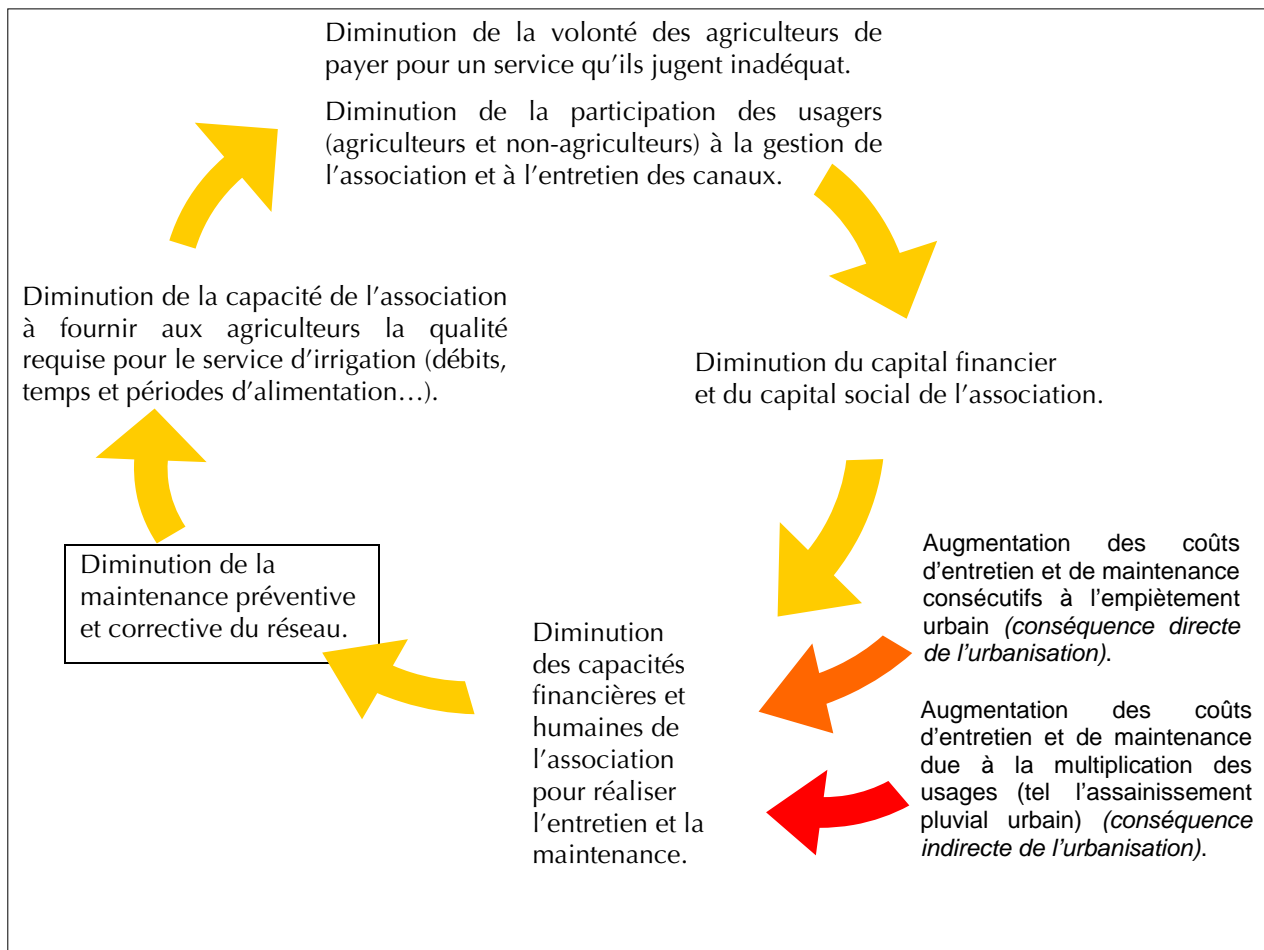 Diminution de la volonté des agriculteurs de
payer pour un service qu'ils jugent inadéquat.
Diminution de la participation des usagers
(agriculteurs et non-agriculteurs) à la gestion de
l'association et à l'entretien des canaux.
Diminution de la capacité de l'association
à fournir aux agriculteurs la qualité
requise pour le service d'irrigation (débits,
temps et périodes d'alimentation…).
Diminution du capital financier
et du capital social de l'association.
Diminution de la
maintenance préventive
et corrective du réseau.
Diminution
des capacités
financières et
humaines de
l'association
pour réaliser
l'entretien et la
maintenance.
Augmentation des coûts
d'entretien et de maintenance
consécutifs à l'empiètement
urbain (conséquence directe
de l'urbanisation).
Augmentation des coûts
d'entretien et de maintenance
due à la multiplication des
usages (tel l'assainissement
pluvial urbain) (conséquence
indirecte de l'urbanisation).